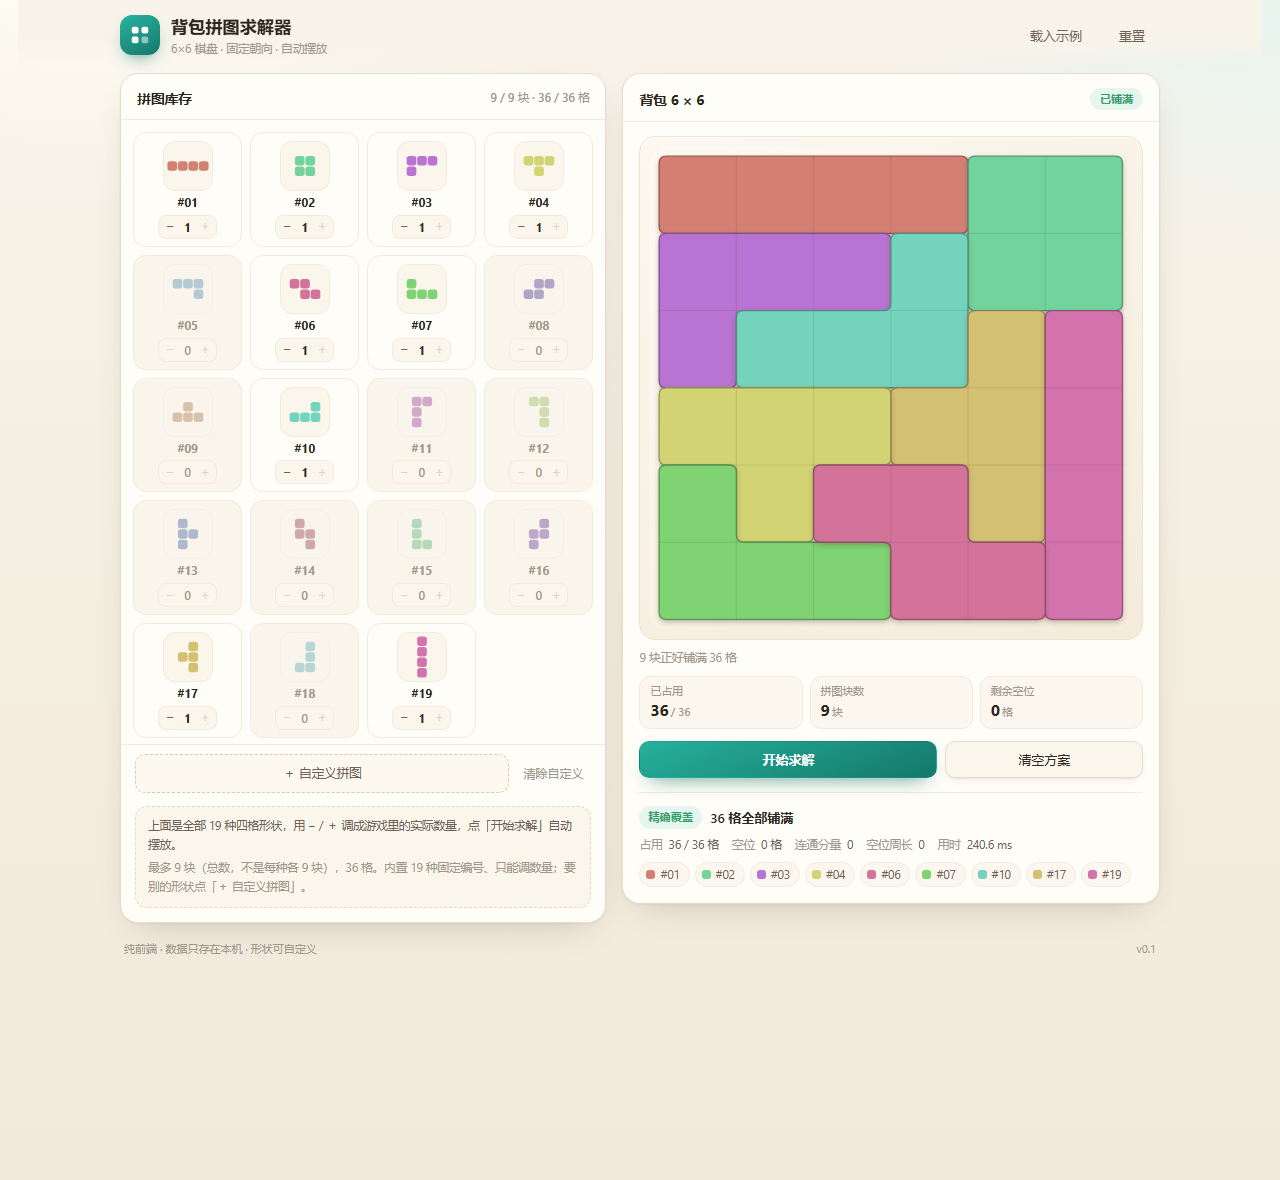 背包拼图求解器
6×6 棋盘 · 固定朝向 · 自动摆放
载入示例
重置
拼图库存
9 / 9 块 · 36 / 36 格
#01
#02
#03
#04
− 1 +
− 1 +
− 1 +
− 1 +
#05
#06
#07
#08
− 0 +
− 1 +
− 1 +
− 0 +
#09
#10
#11
#12
− 0 +
− 1 +
− 0 +
− 0 +
#13
#14
#15
#16
− 0 +
− 0 +
− 0 +
− 0 +
#17
#18
#19
− 1 +
− 0 +
− 1 +
+ 自定义拼图
清除自定义
上面是全部 19 种四格形状，用 − / + 调成游戏里的实际数量，点「开始求解」自动
摆放。
最多 9 块（总数，不是每种各 9 块），36 格。内置 19 种固定编号、只能调数量；要
别的形状点「+ 自定义拼图」。
背包 6 × 6
已铺满
9 块正好铺满 36 格
已占用
36 / 36
拼图块数
9 块
剩余空位
0 格
开始求解
清空方案
精确覆盖
36 格全部铺满
占用 36 / 36 格 空位 0 格 连通分量 0 空位周长 0 用时 240.6 ms
#01 #02 #03 #04 #06 #07 #10 #17 #19
纯前端 · 数据只存在本机 · 形状可自定义
v0.1